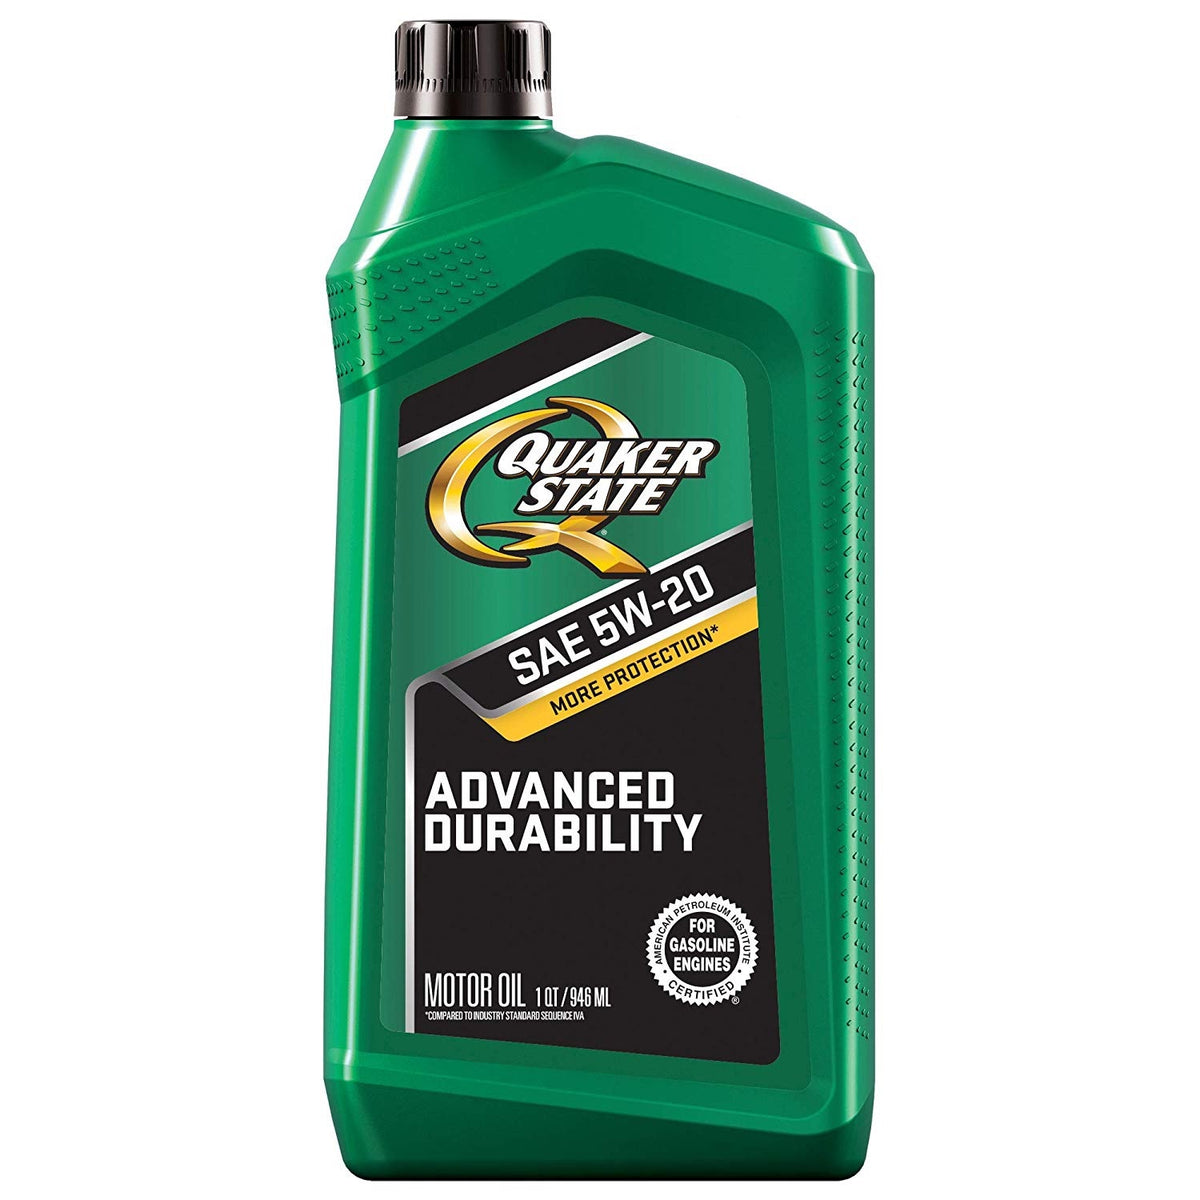 QUAKER
STATE®
SAE 5W-20
MORE PROTECTION*
ADVANCED
DURABILITY
AMERICAN PETROLEUM INSTITUTE
FOR
GASOLINE
ENGINES
CERTIFIED®
MOTOR OIL 1 QT / 946 ML
*COMPARED TO INDUSTRY STANDARD SEQUENCE IVA